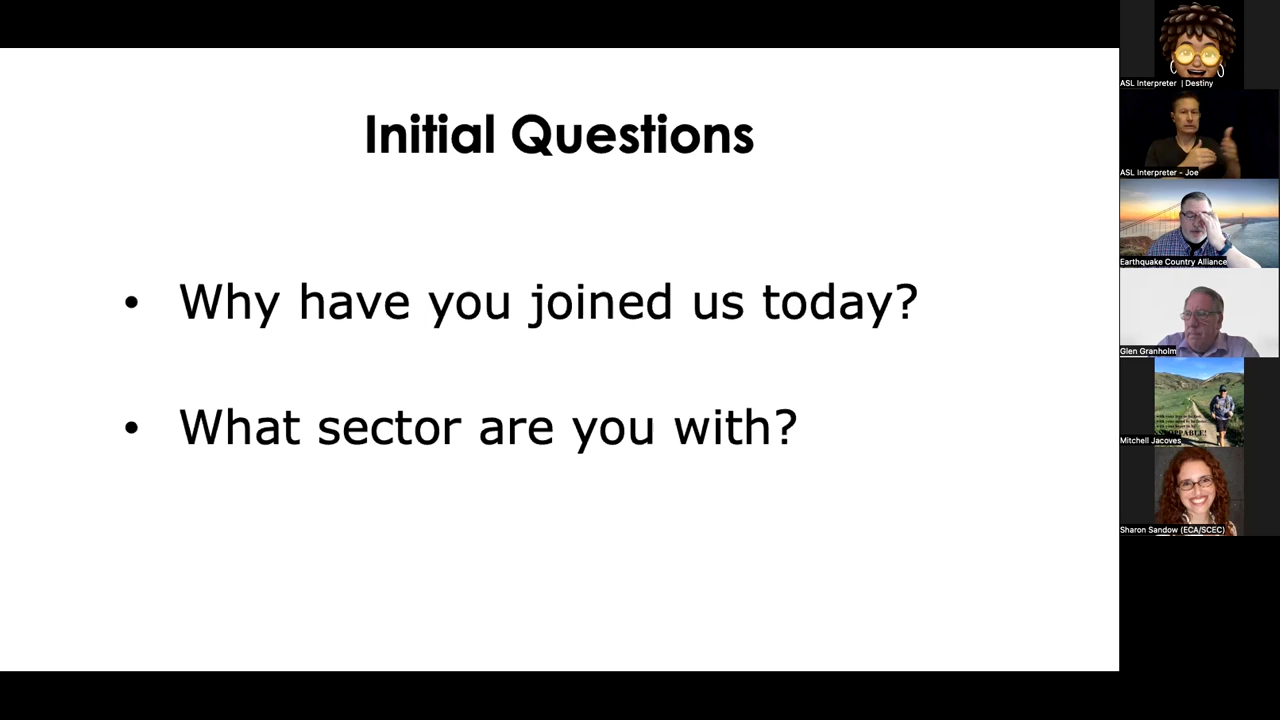 Initial Questions
• Why have you joined us today?
• What sector are you with?
ASL Interpreter | Destiny
ASL Interpreter - Joe
Earthquake Country Alliance
Glen Granholm
Mitchell Jacoves
Sharon Sandow (ECA/SCEC)